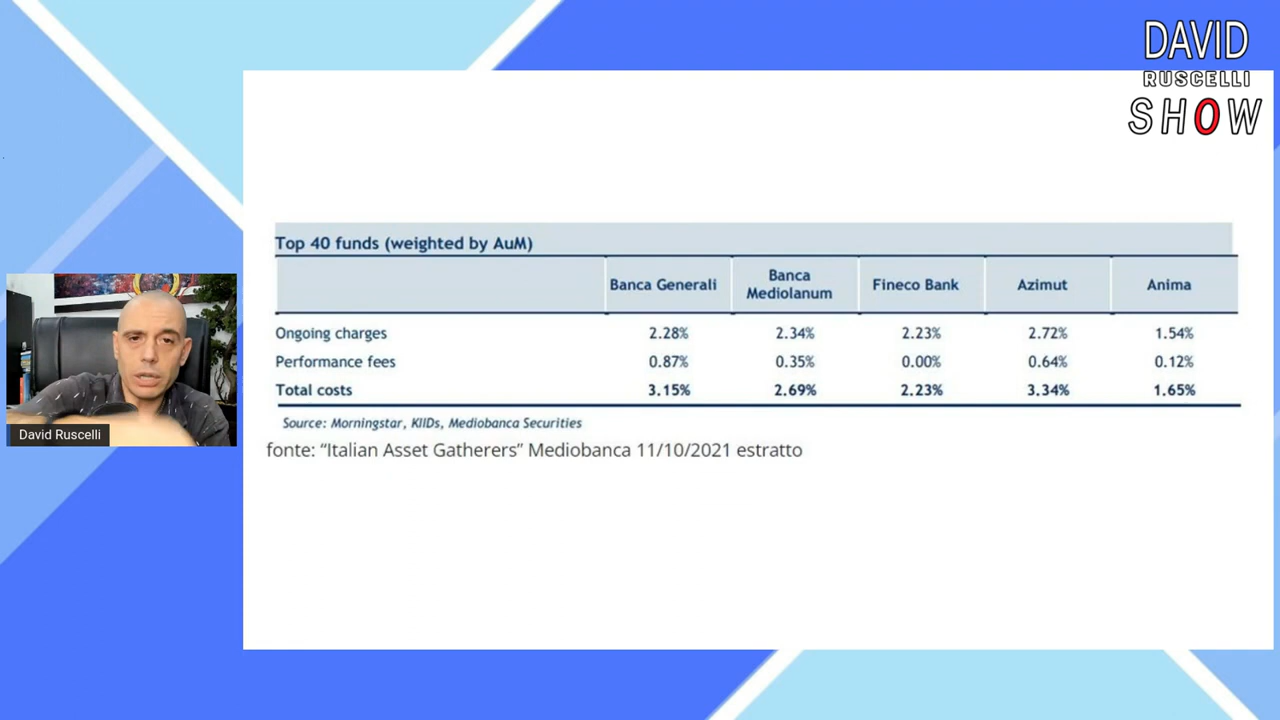 DAVID
RUSCELLI
SHOW
Top 40 funds (weighted by AuM)
Banca Generali Banca Mediolanum Fineco Bank Azimut Anima
Ongoing charges 2.28% 2.34% 2.23% 2.72% 1.54%
Performance fees 0.87% 0.35% 0.00% 0.64% 0.12%
Total costs 3.15% 2.69% 2.23% 3.34% 1.65%
Source: Morningstar, KIIDs, Mediobanca Securities
fonte: “Italian Asset Gatherers” Mediobanca 11/10/2021 estratto
David Ruscelli